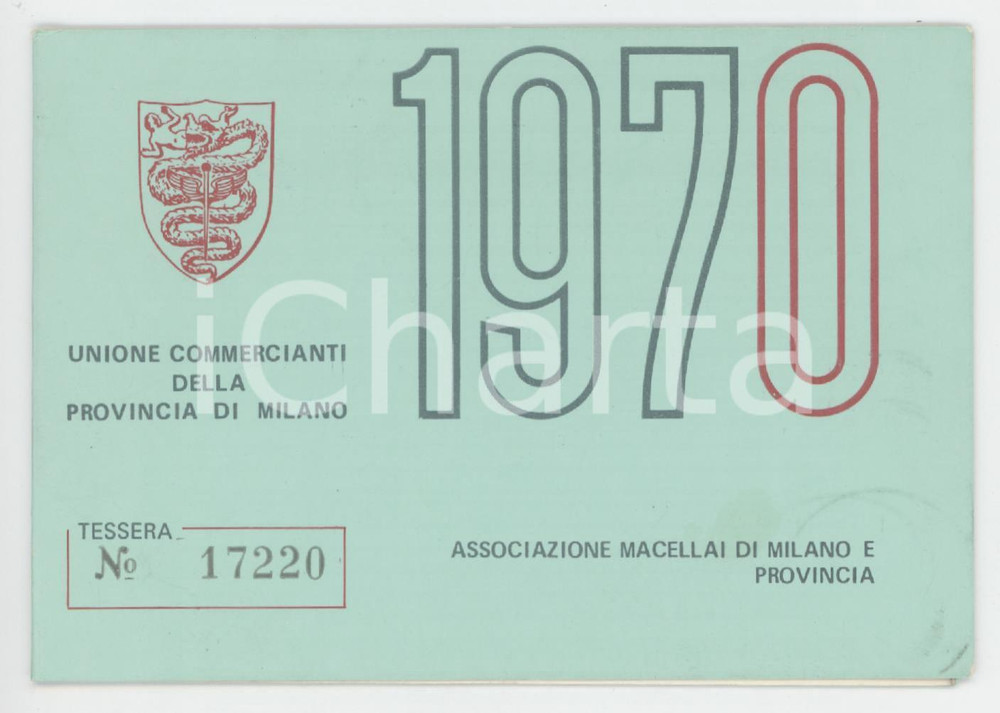 1970
UNIONE COMMERCIANTI
DELLA
PROVINCIA DI MILANO
iCharta
TESSERA
№ 17220
ASSOCIAZIONE MACELLAI DI MILANO E
PROVINCIA